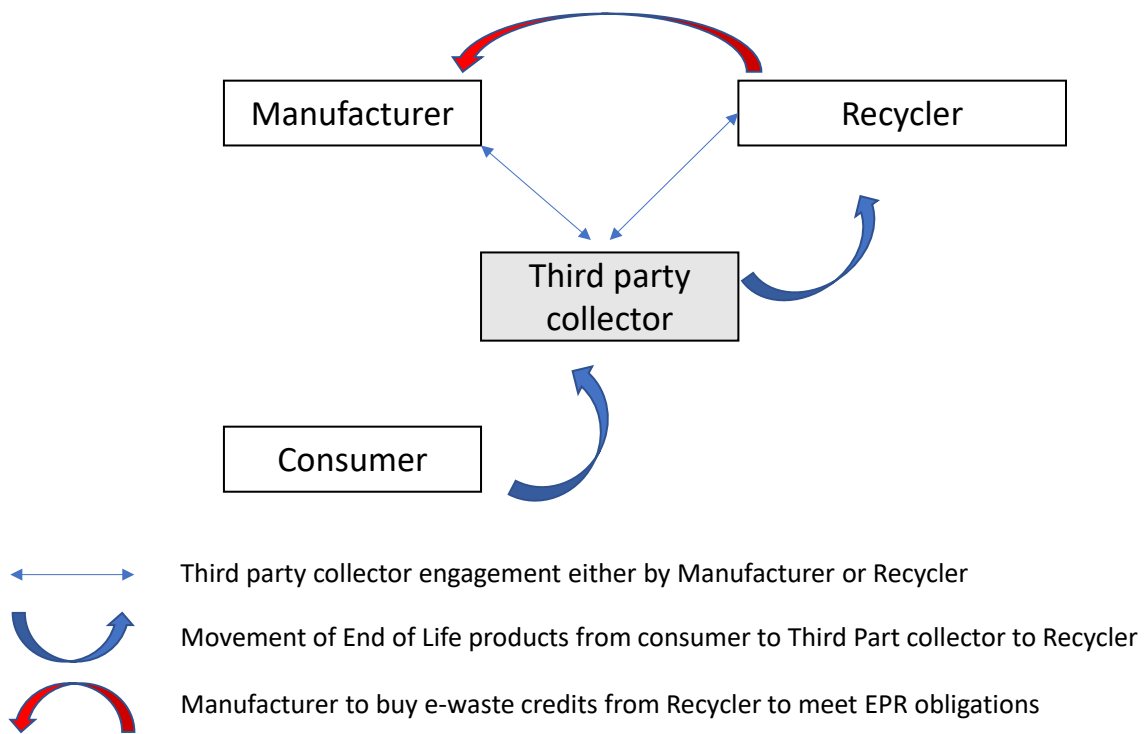 Manufacturer
Recycler
Third party
collector
Consumer
Third party collector engagement either by Manufacturer or Recycler
Movement of End of Life products from consumer to Third Part collector to Recycler
Manufacturer to buy e-waste credits from Recycler to meet EPR obligations